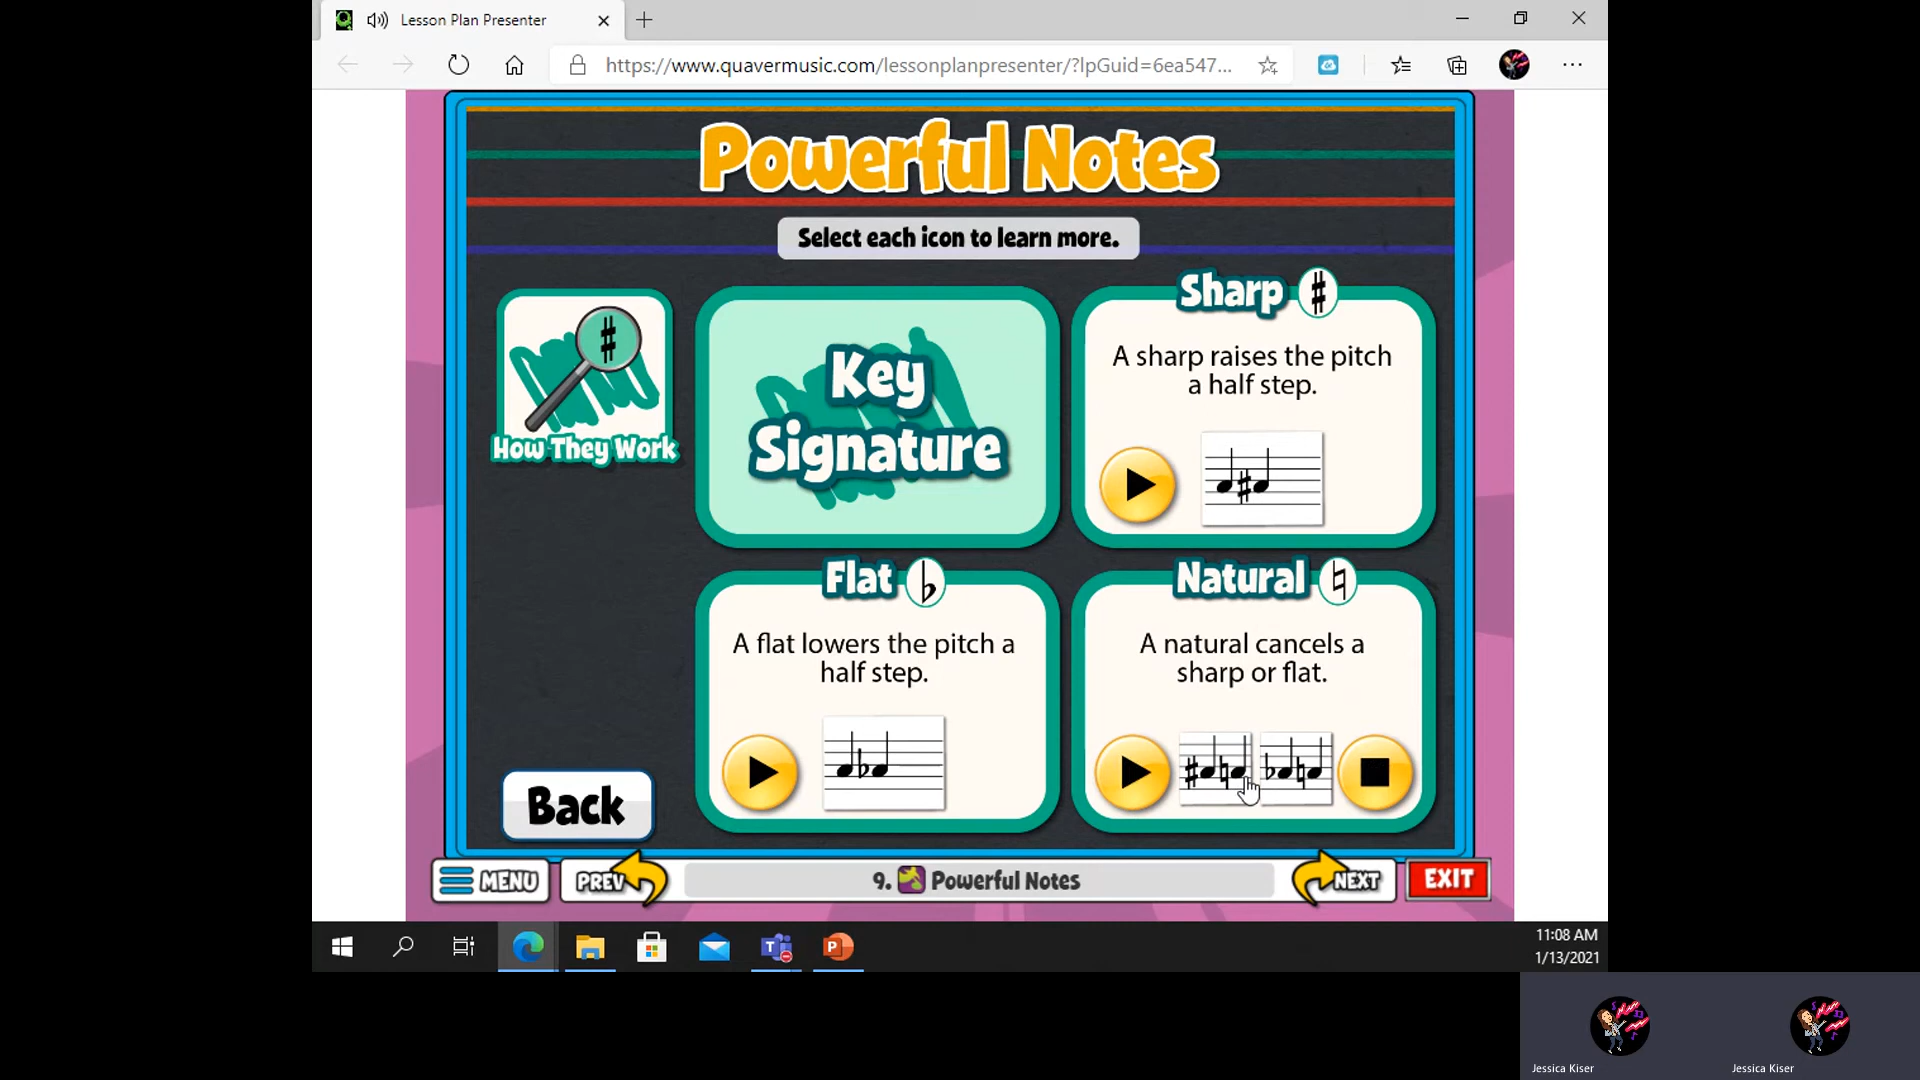 Lesson Plan Presenter
https://www.quavermusic.com/lessonplanpresenter/?lpGuid=6ea547...
Powerful Notes
Select each icon to learn more.
How They Work
Key
Signature
Sharp ♯
A sharp raises the pitch
a half step.
Flat ♭
A flat lowers the pitch a
half step.
Natural ♮
A natural cancels a
sharp or flat.
Back
MENU
PREV
9. Powerful Notes
NEXT
EXIT
11:08 AM
1/13/2021
Jessica Kiser
Jessica Kiser